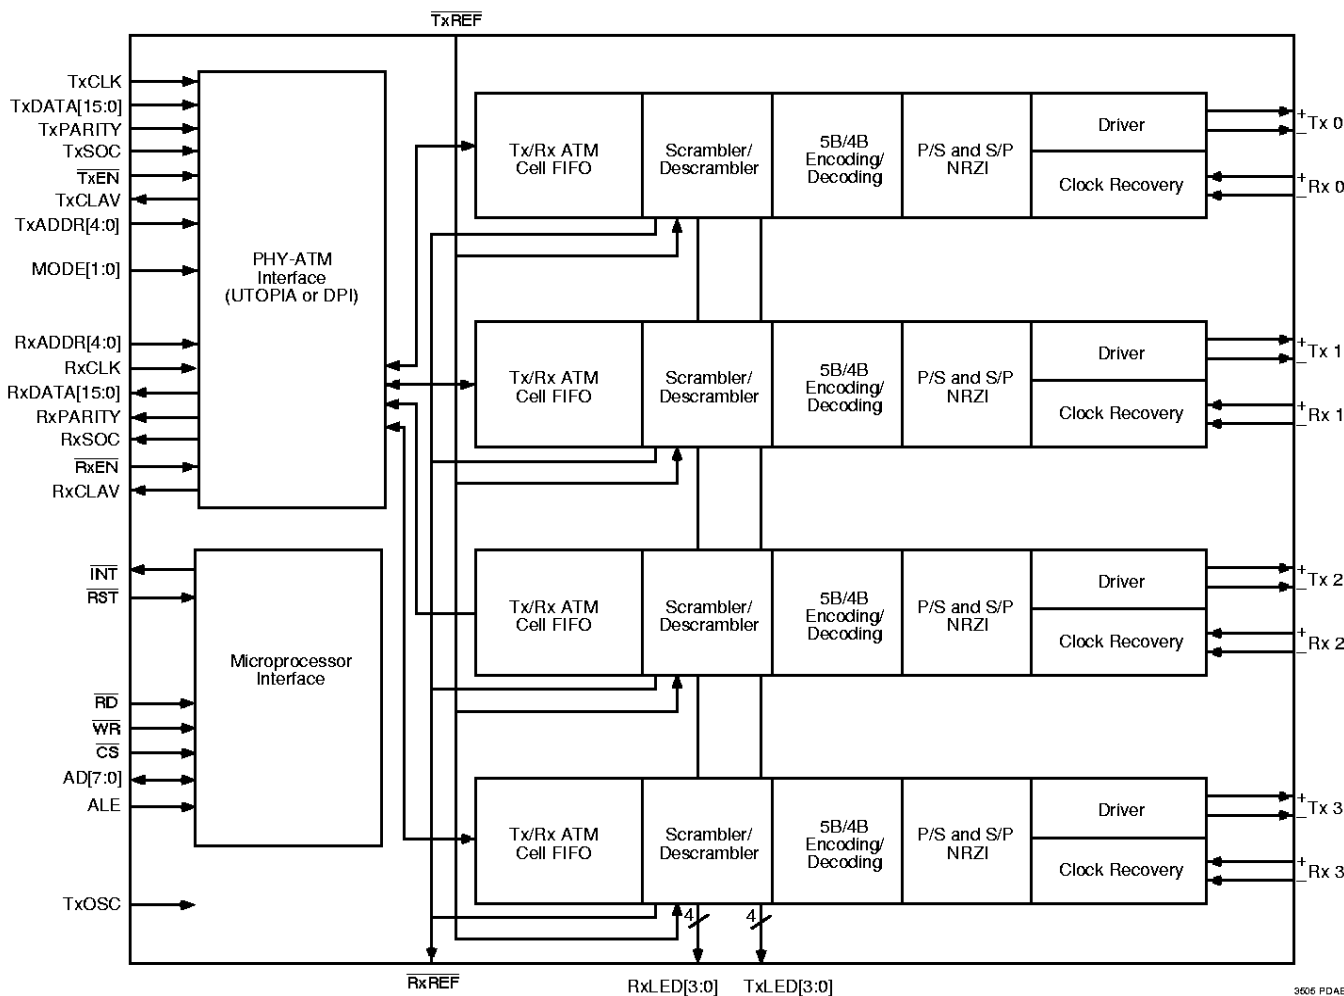 TxREF
TxCLK
TxDATA[15:0]
TxPARITY
TxSOC
TxEN
TxCLAV
TxADDR[4:0]
MODE[1:0]
RxADDR[4:0]
RxCLK
RxDATA[15:0]
RxPARITY
RxSOC
RxEN
RxCLAV
PHY-ATM
Interface
(UTOPIA or DPI)
INT
RST
RD
WR
CS
AD[7:0]
ALE
TxOSC
Microprocessor
Interface
Tx/Rx ATM
Cell FIFO
Scrambler/
Descrambler
5B/4B
Encoding/
Decoding
P/S and S/P
NRZI
Driver
Clock Recovery
+
–
Tx 0
+
–
Rx 0
Tx/Rx ATM
Cell FIFO
Scrambler/
Descrambler
5B/4B
Encoding/
Decoding
P/S and S/P
NRZI
Driver
Clock Recovery
+
–
Tx 1
+
–
Rx 1
Tx/Rx ATM
Cell FIFO
Scrambler/
Descrambler
5B/4B
Encoding/
Decoding
P/S and S/P
NRZI
Driver
Clock Recovery
+
–
Tx 2
+
–
Rx 2
Tx/Rx ATM
Cell FIFO
Scrambler/
Descrambler
5B/4B
Encoding/
Decoding
P/S and S/P
NRZI
Driver
Clock Recovery
+
–
Tx 3
+
–
Rx 3
4
4
RxREF
RxLED[3:0]
TxLED[3:0]